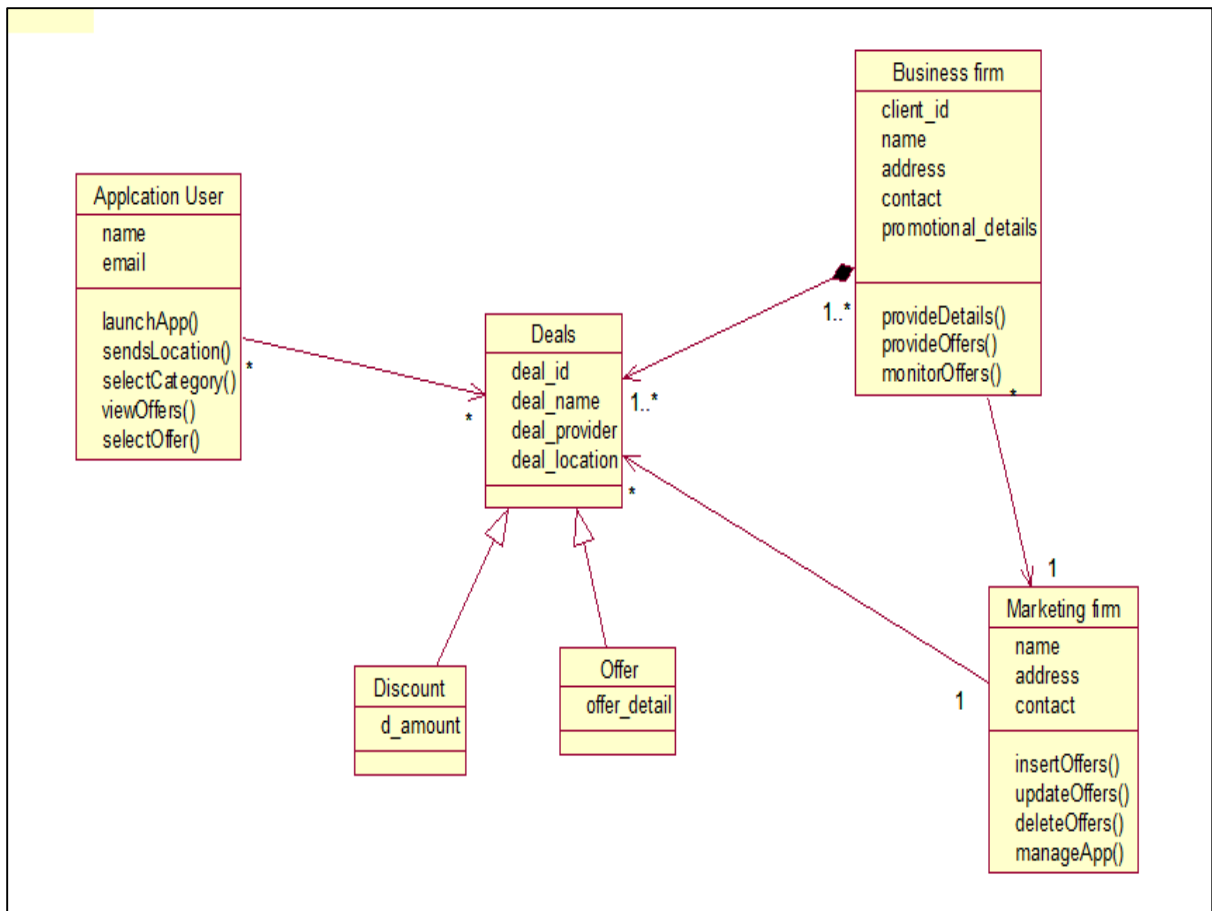 Business firm
client_id
name
address
contact
promotional_details
provideDetails()
provideOffers()
monitorOffers()
*
1..*
Applcation User
name
email
launchApp()
sendsLocation()
selectCategory()
viewOffers()
selectOffer()
*
Deals
deal_id
deal_name
deal_provider
deal_location
*
1..*
*
Discount
d_amount
Offer
offer_detail
1
Marketing firm
name
address
contact
insertOffers()
updateOffers()
deleteOffers()
manageApp()
1